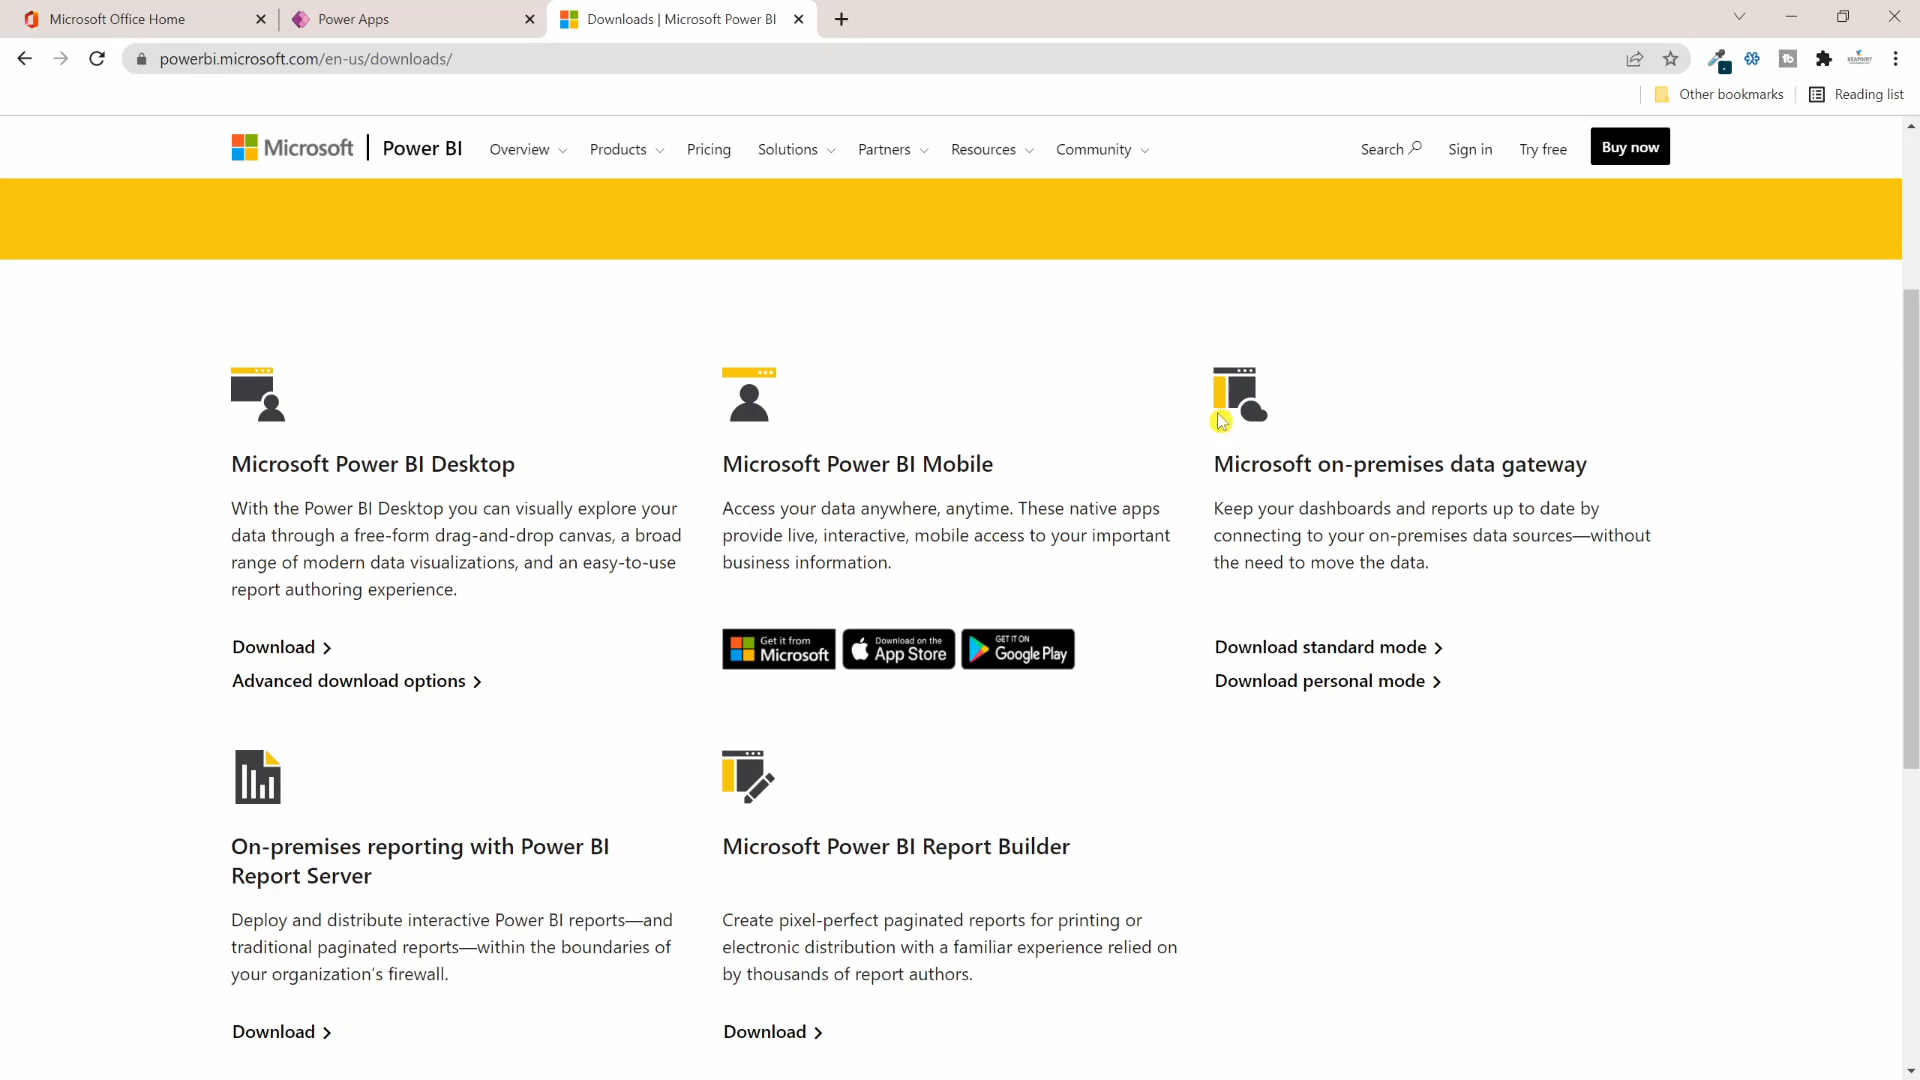 Microsoft Office Home
Power Apps
Downloads | Microsoft Power BI
powerbi.microsoft.com/en-us/downloads/
Other bookmarks
Reading list
Microsoft
Power BI
Overview
Products
Pricing
Solutions
Partners
Resources
Community
Search
Sign in
Try free
Buy now
Microsoft Power BI Desktop
With the Power BI Desktop you can visually explore your
data through a free-form drag-and-drop canvas, a broad
range of modern data visualizations, and an easy-to-use
report authoring experience.
Download
Advanced download options
Microsoft Power BI Mobile
Access your data anywhere, anytime. These native apps
provide live, interactive, mobile access to your important
business information.
Get it from
Microsoft
Download on the
App Store
GET IT ON
Google Play
Microsoft on-premises data gateway
Keep your dashboards and reports up to date by
connecting to your on-premises data sources—without
the need to move the data.
Download standard mode
Download personal mode
On-premises reporting with Power BI
Report Server
Deploy and distribute interactive Power BI reports—and
traditional paginated reports—within the boundaries of
your organization's firewall.
Download
Microsoft Power BI Report Builder
Create pixel-perfect paginated reports for printing or
electronic distribution with a familiar experience relied on
by thousands of report authors.
Download